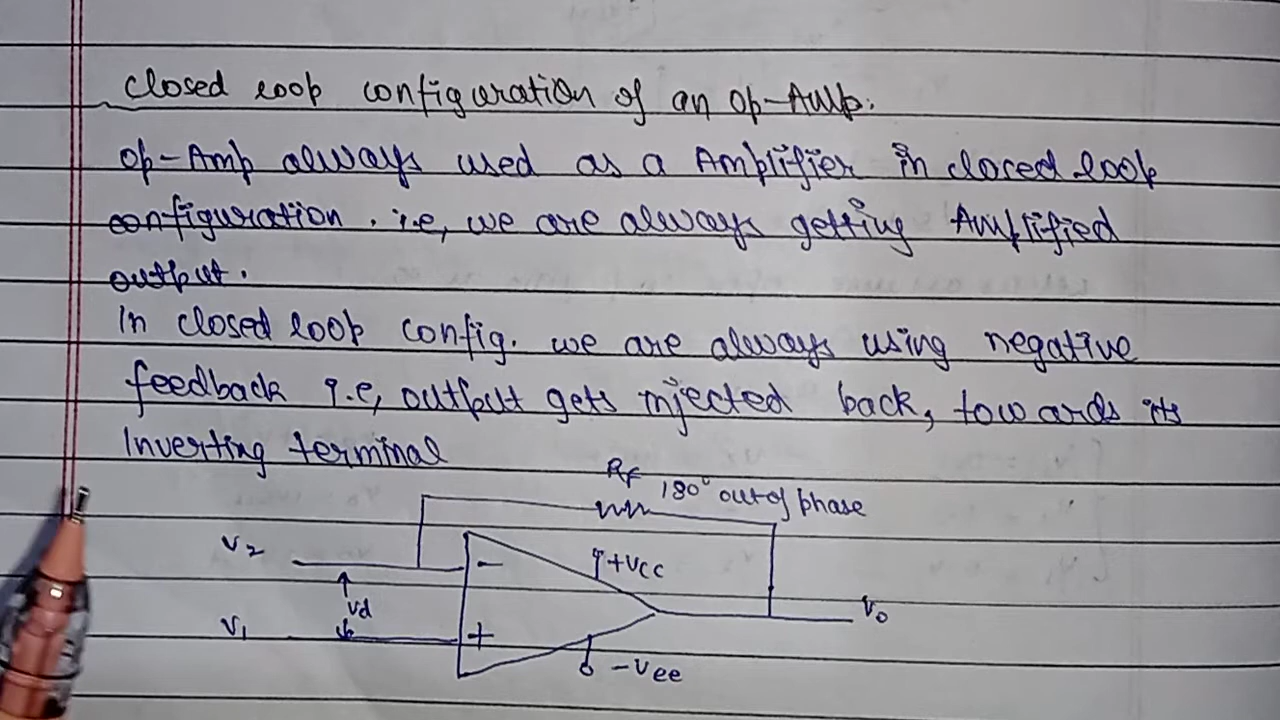 closed loop configuration of an op-Amp.
op-Amp always used as a Amplifier in closed loop
configuration. i.e, we are always getting Amplified
output.
In closed loop config. we are always using negative
feedback i.e, output gets injected back, towards its
Inverting terminal
Rf 180° out of phase
V2
-
+Vcc
Vd
Vo
V1
+
-Vee